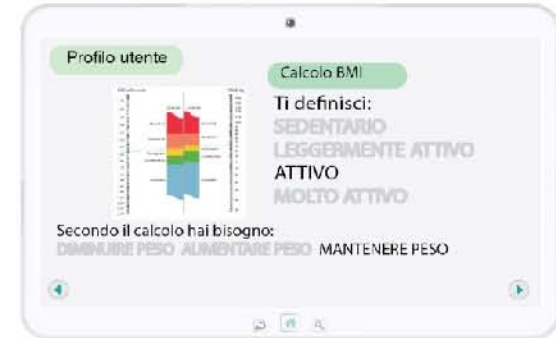 Profilo utente
Calcolo BMI
Ti definisci:
SEDENTARIO
LEGGERMENTE ATTIVO
ATTIVO
MOLTO ATTIVO
Secondo il calcolo hai bisogno:
DIMINUIRE PESO AUMENTARE PESO MANTENERE PESO